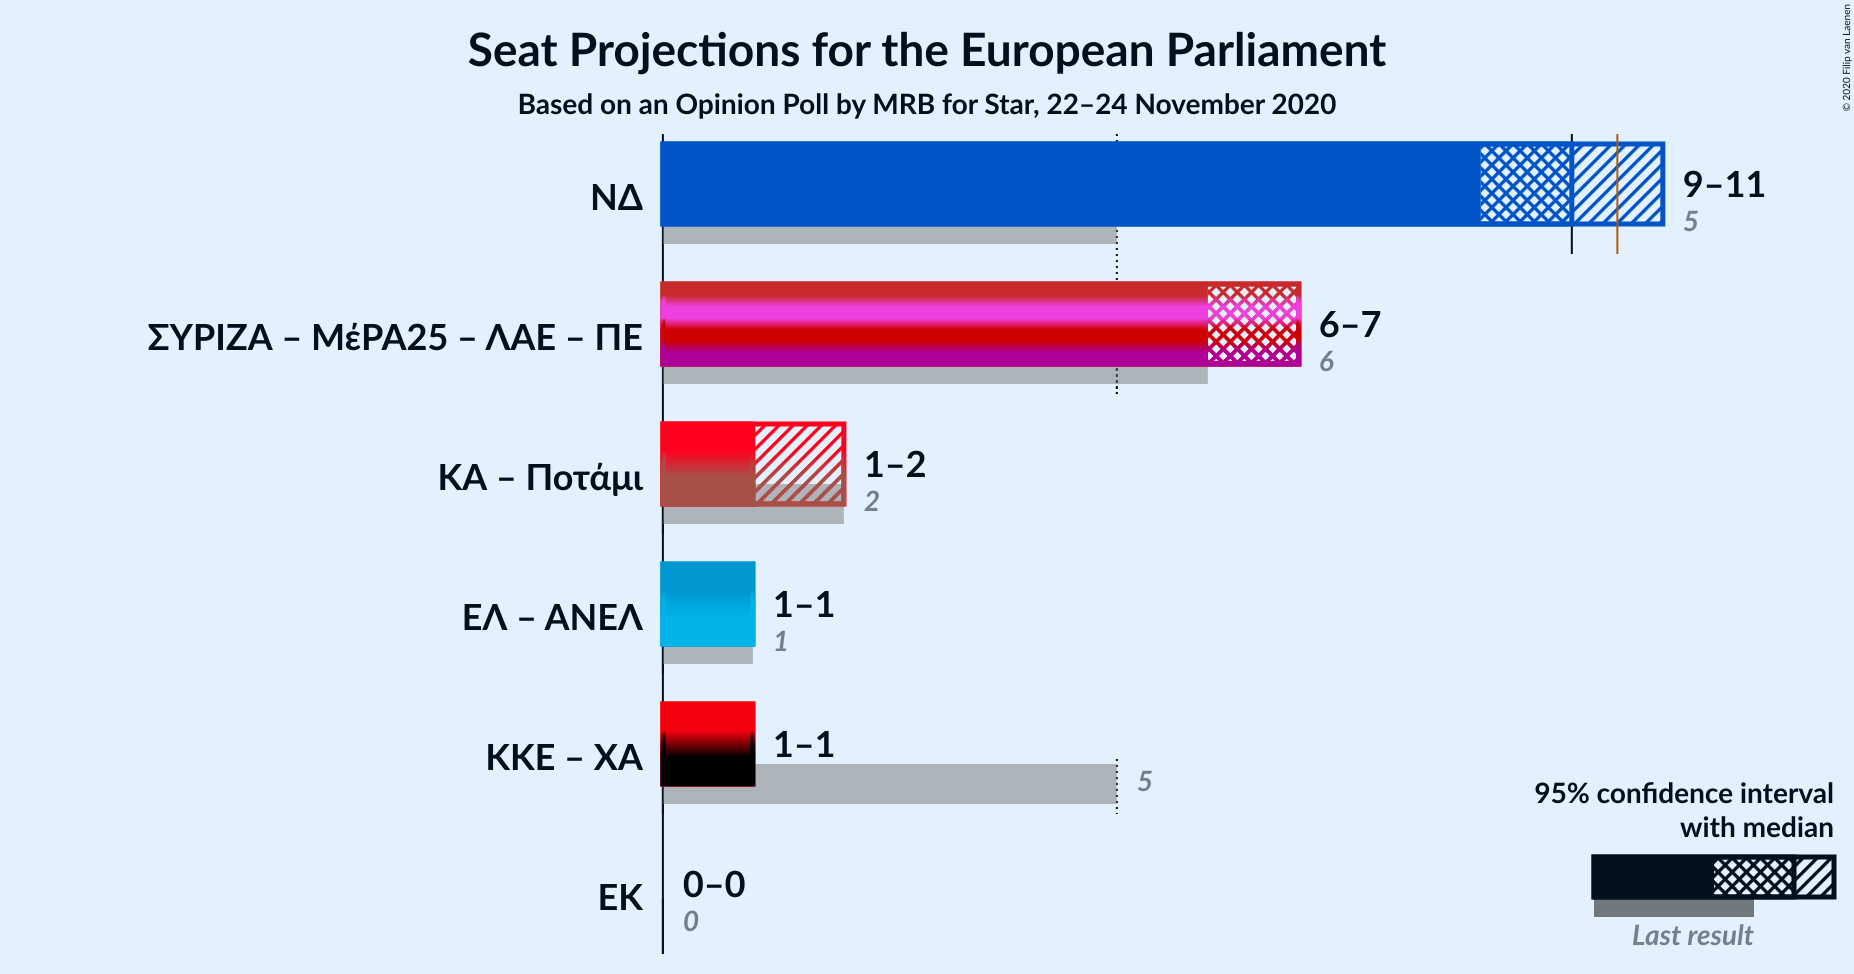 Seat Projections for the European Parliament
Based on an Opinion Poll by MRB for Star, 22–24 November 2020
© 2020 Filip van Laenen
ΝΔ
9–11
5
ΣΥΡΙΖΑ – ΜέΡΑ25 – ΛΑΕ – ΠΕ
6–7
6
ΚΑ – Ποτάμι
1–2
2
ΕΛ – ΑΝΕΛ
1–1
1
ΚΚΕ – ΧΑ
1–1
5
ΕΚ
0–0
0
95% confidence interval
with median
Last result